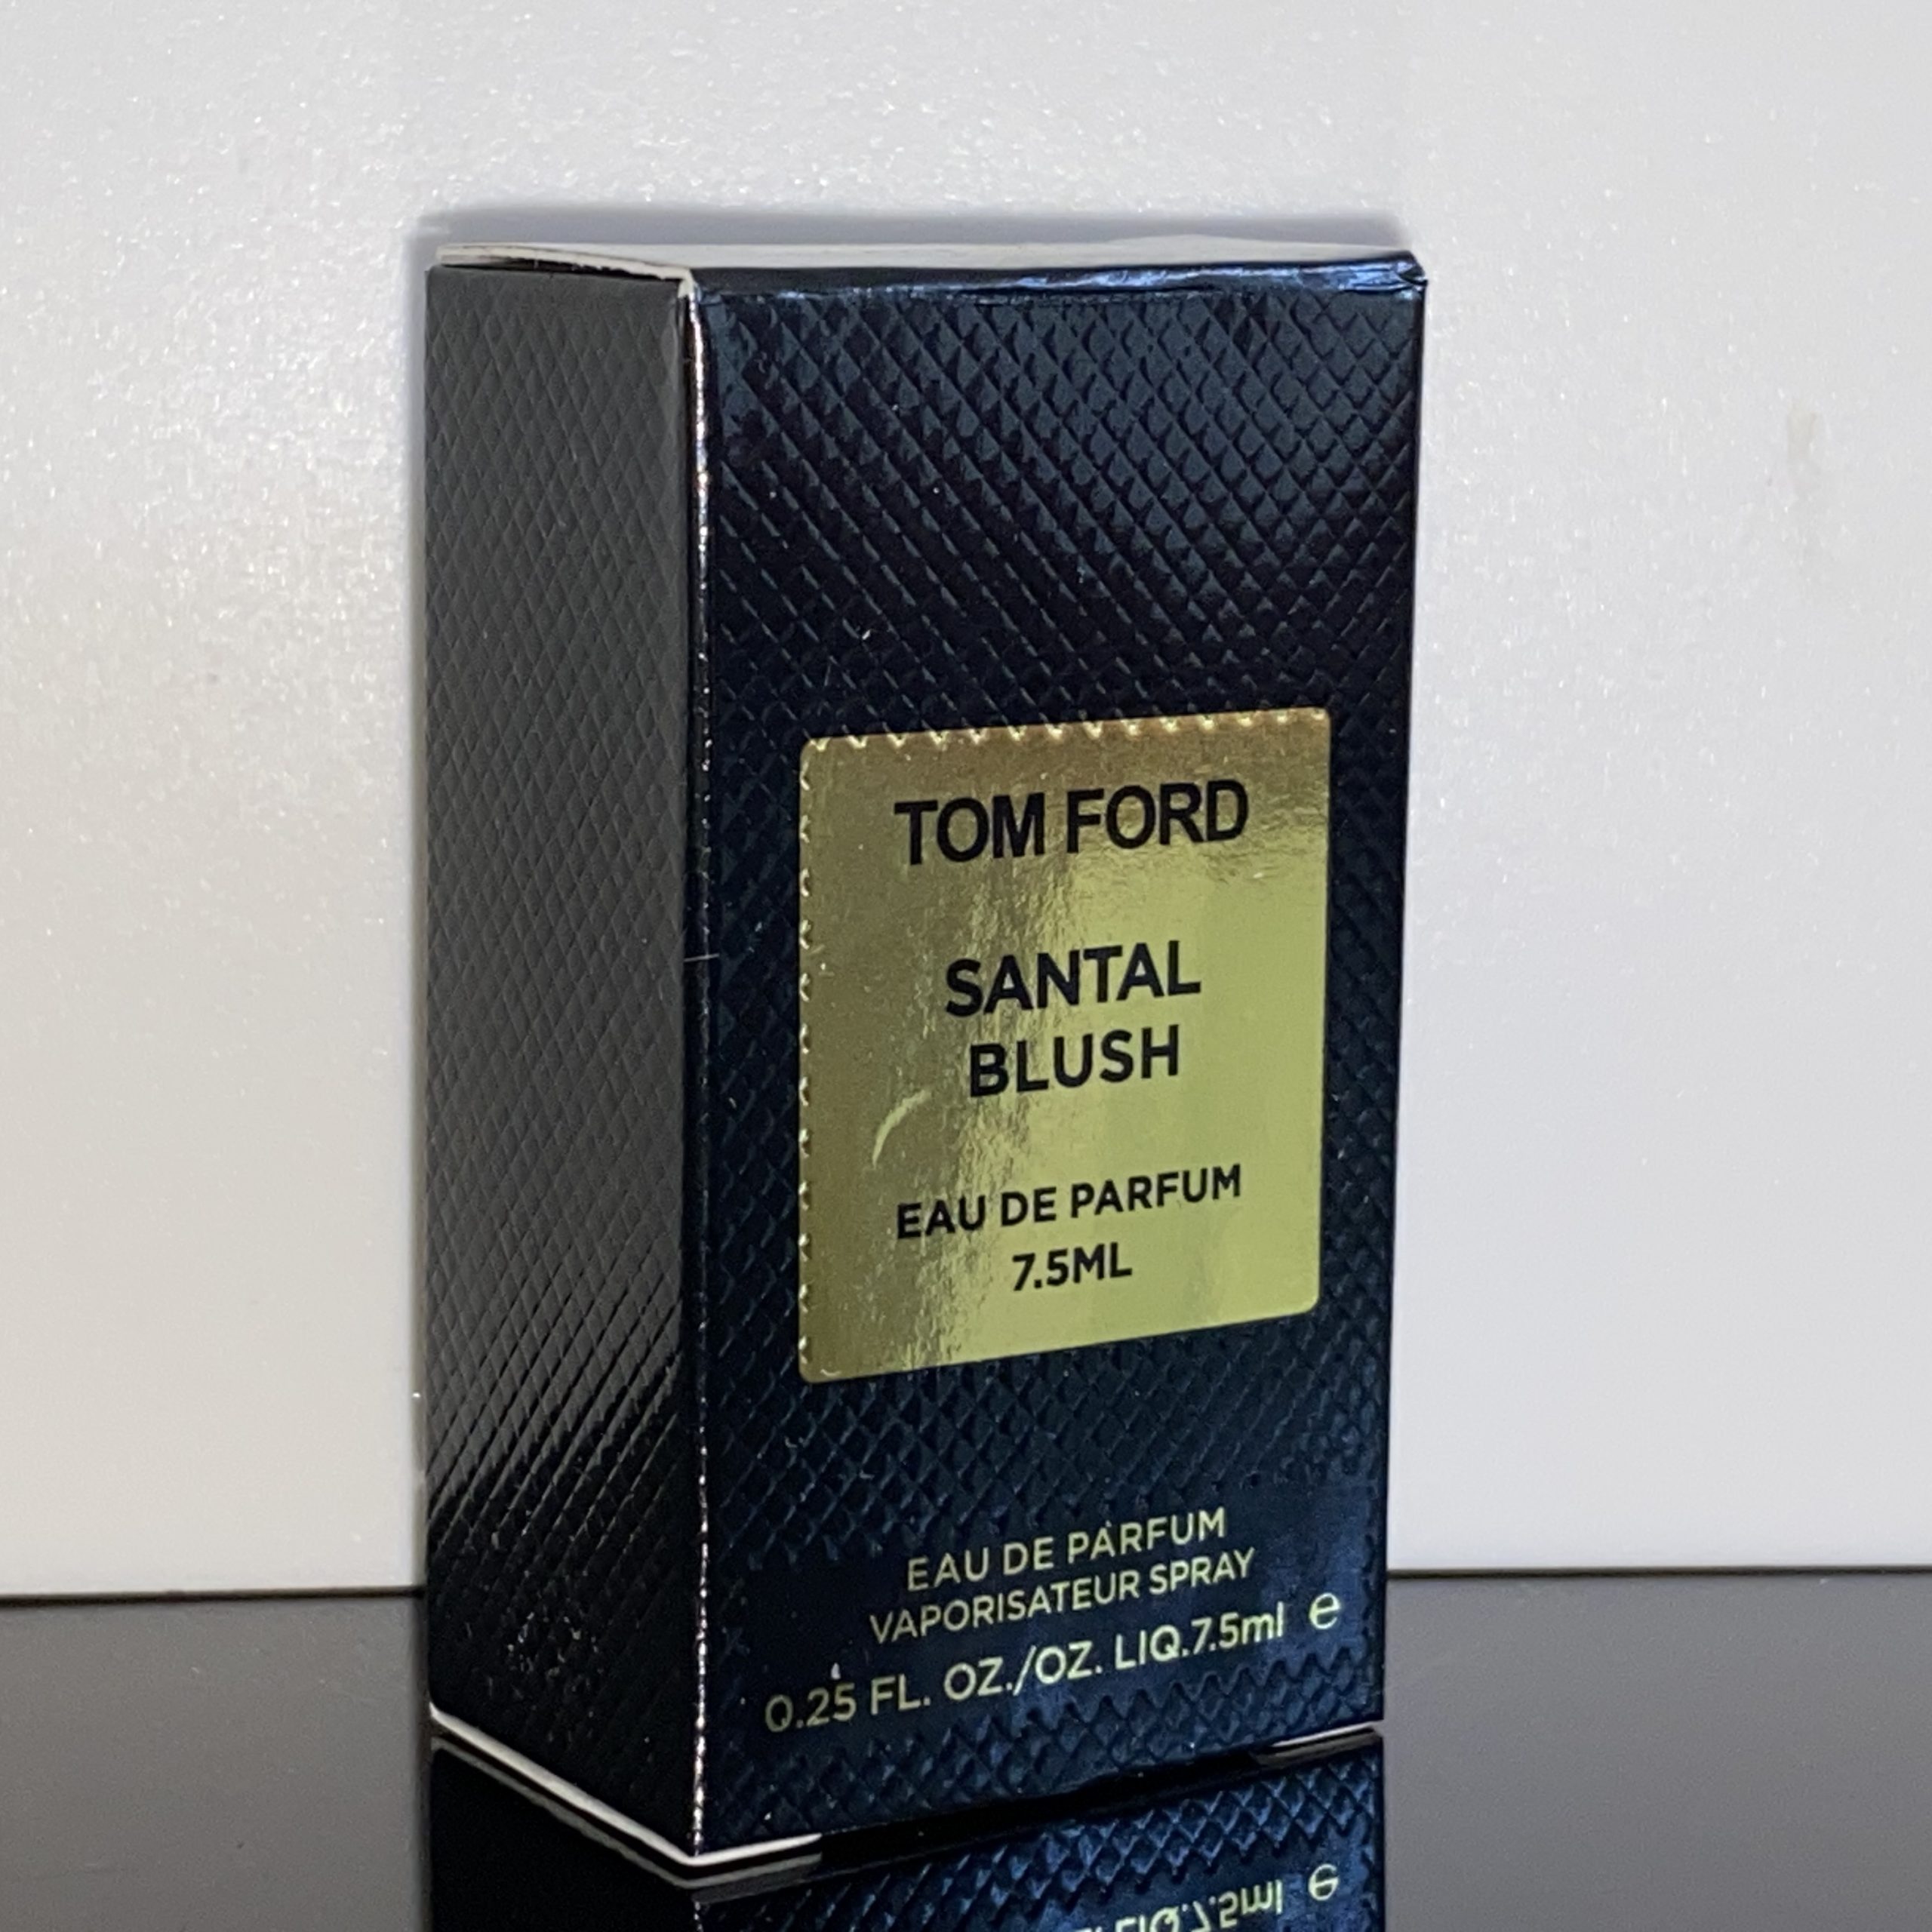 TOM FORD
SANTAL
BLUSH
EAU DE PARFUM
7.5ML
EAU DE PARFUM
VAPORISATEUR SPRAY
0.25 FL. OZ./OZ. LIQ.7.5ml e